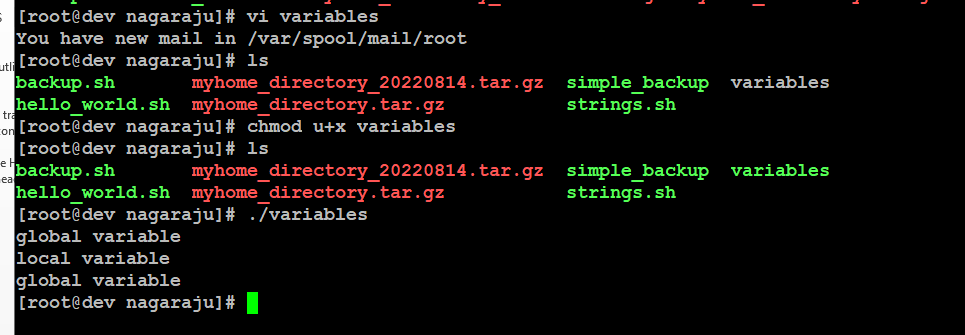 [root@dev nagaraju]# vi variables
You have new mail in /var/spool/mail/root
[root@dev nagaraju]# ls
backup.sh myhome_directory_20220814.tar.gz simple_backup variables
hello_world.sh myhome_directory.tar.gz strings.sh
[root@dev nagaraju]# chmod u+x variables
[root@dev nagaraju]# ls
backup.sh myhome_directory_20220814.tar.gz simple_backup variables
hello_world.sh myhome_directory.tar.gz strings.sh
[root@dev nagaraju]# ./variables
global variable
local variable
global variable
[root@dev nagaraju]#